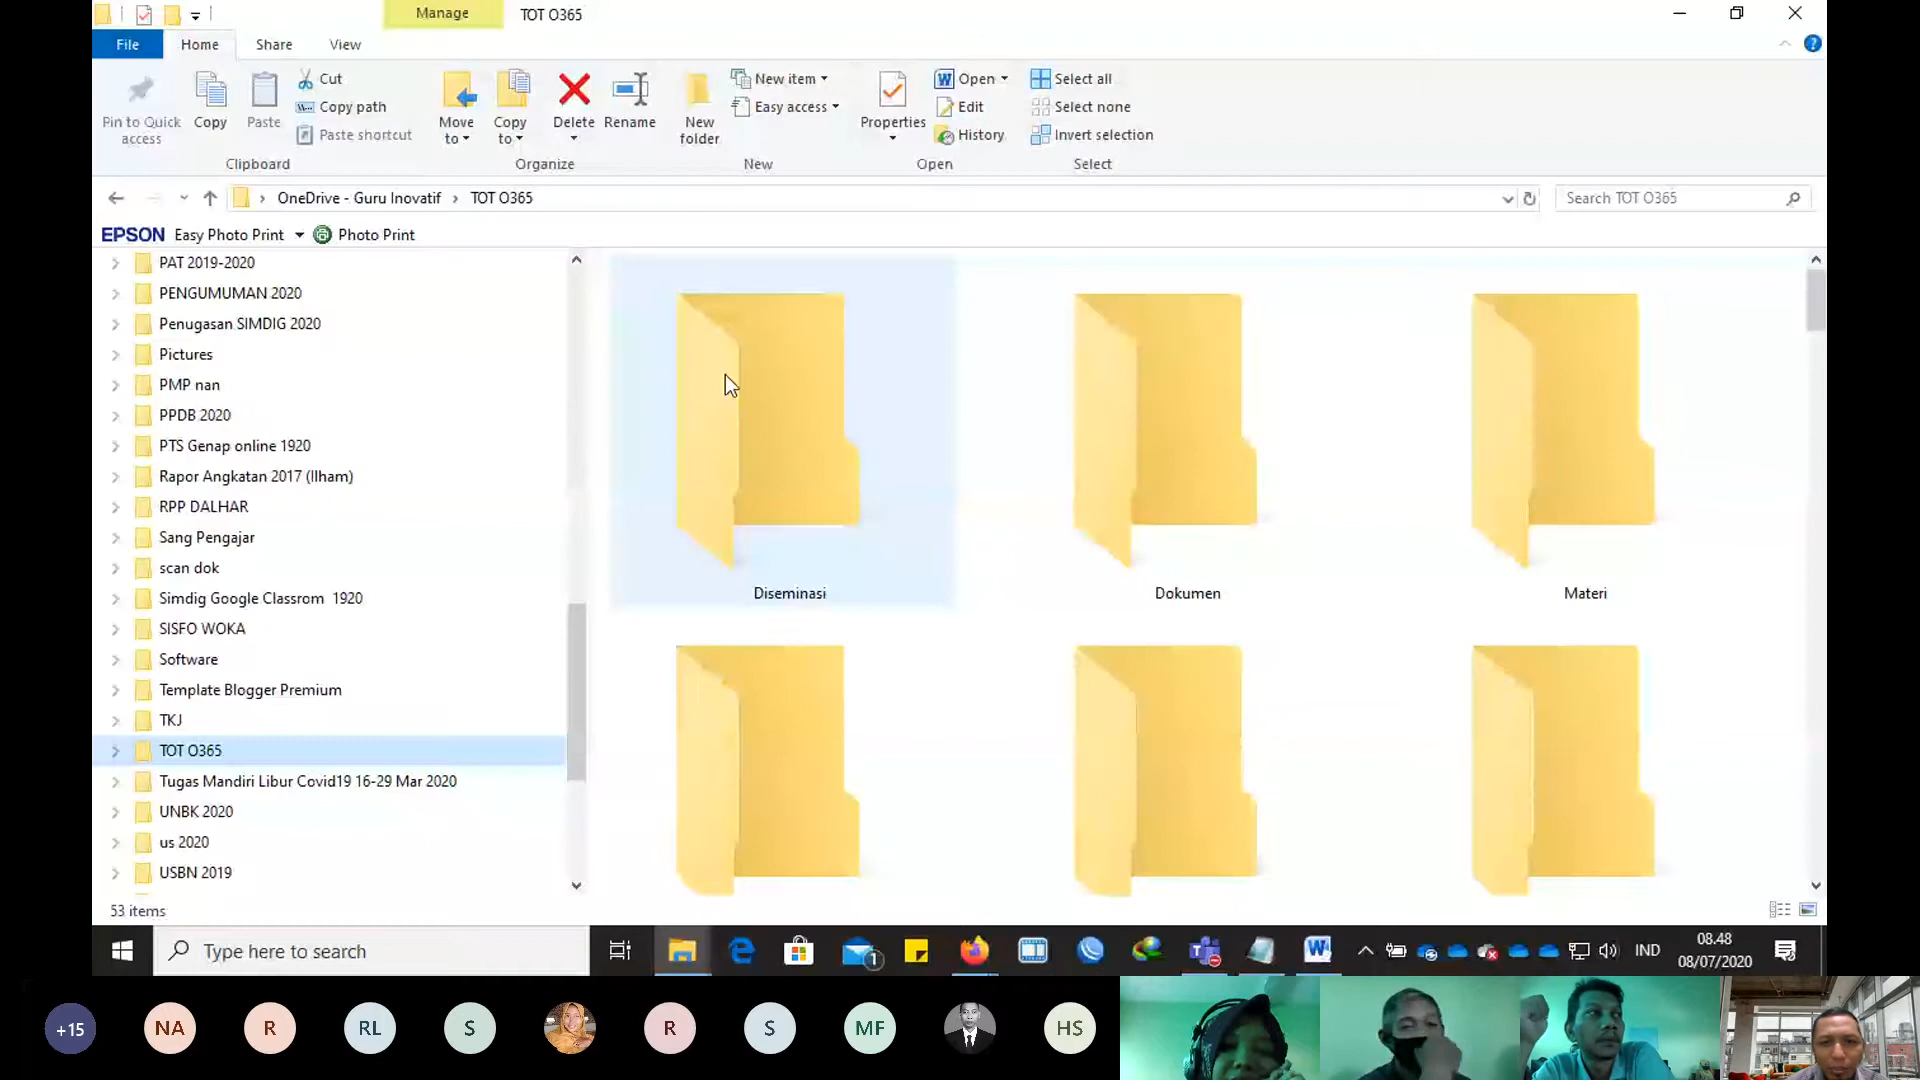 Manage TOT O365
File Home Share View
Pin to Quick access
Copy
Paste
Cut
Copy path
Paste shortcut
Clipboard
Move to
Copy to
Delete
Rename
Organize
New folder
New item
Easy access
New
Properties
Open
Edit
History
Open
Select all
Select none
Invert selection
Select
OneDrive - Guru Inovatif › TOT O365
Search TOT O365
EPSON Easy Photo Print Photo Print
PAT 2019-2020
PENGUMUMAN 2020
Penugasan SIMDIG 2020
Pictures
PMP nan
PPDB 2020
PTS Genap online 1920
Rapor Angkatan 2017 (Ilham)
RPP DALHAR
Sang Pengajar
scan dok
Simdig Google Classrom 1920
SISFO WOKA
Software
Template Blogger Premium
TKJ
TOT O365
Tugas Mandiri Libur Covid19 16-29 Mar 2020
UNBK 2020
us 2020
USBN 2019
Diseminasi
Dokumen
Materi
53 items
Type here to search
1
IND
08.48
08/07/2020
+15 NA R RL S R S MF HS